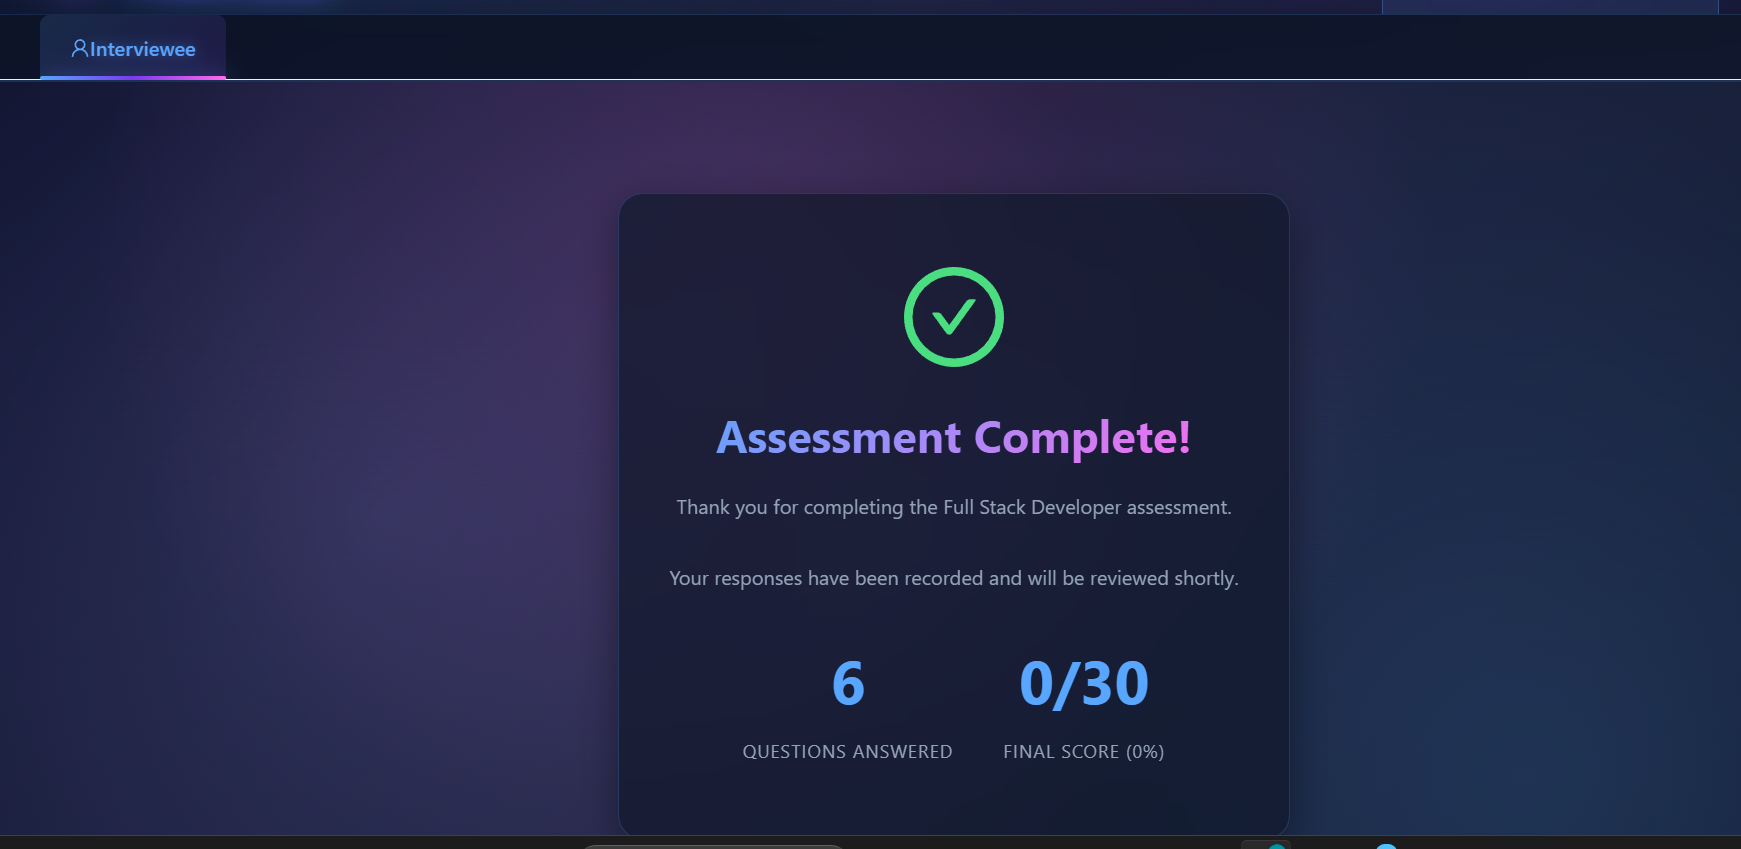 Interviewee
Assessment Complete!
Thank you for completing the Full Stack Developer assessment.
Your responses have been recorded and will be reviewed shortly.
6 0/30
QUESTIONS ANSWERED FINAL SCORE (0%)